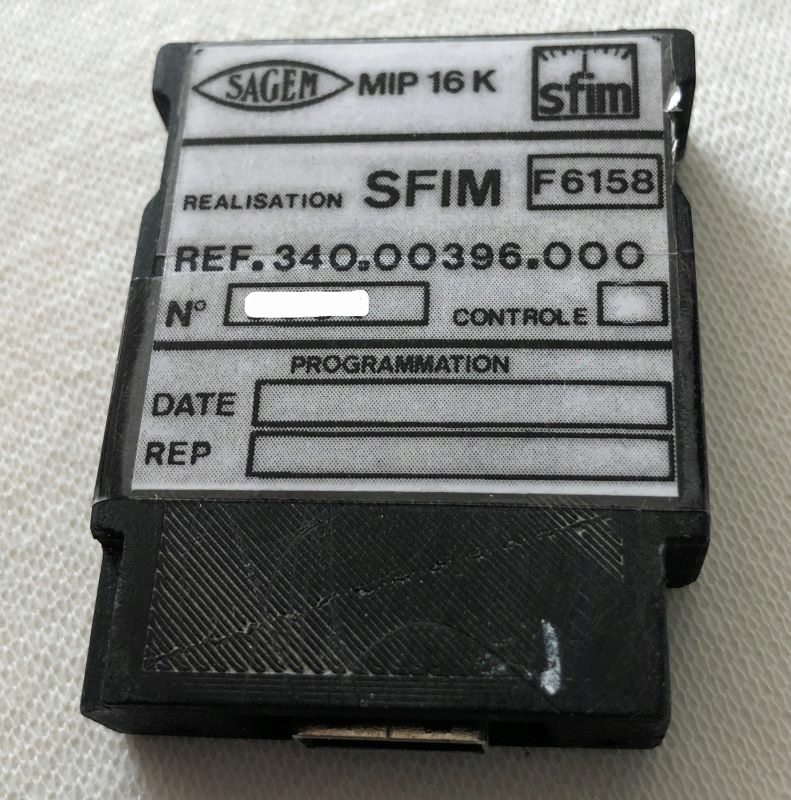 SAGEM MIP 16 K sfim
REALISATION SFIM F6158
REF. 340.00396.000
N° CONTROLE
PROGRAMMATION
DATE
REP